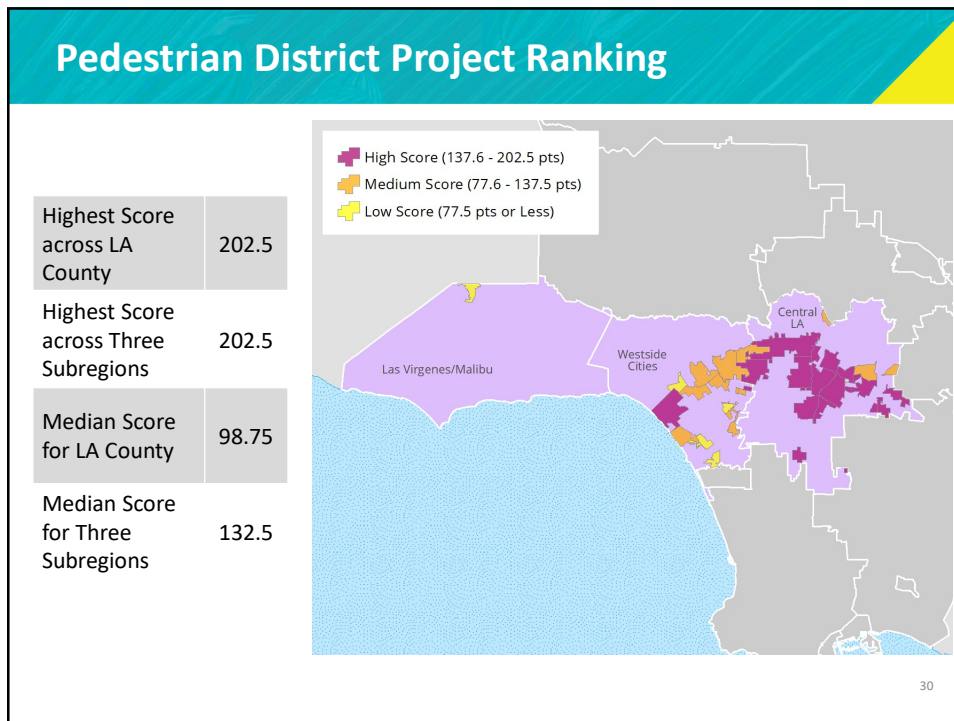 Pedestrian District Project Ranking
Highest Score
across LA
County
202.5
Highest Score
across Three
Subregions
202.5
Median Score
for LA County
98.75
Median Score
for Three
Subregions
132.5
High Score (137.6 - 202.5 pts)
Medium Score (77.6 - 137.5 pts)
Low Score (77.5 pts or Less)
Central
LA
Westside
Cities
Las Virgenes/Malibu
30